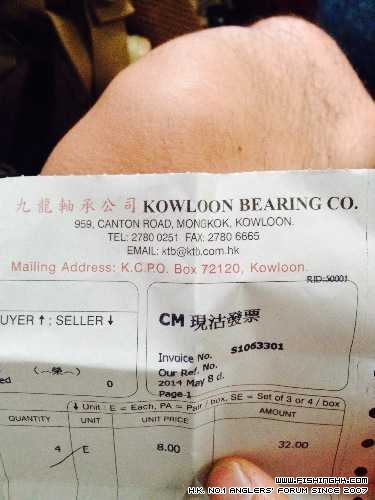 九龍軸承公司 KOWLOON BEARING CO.
959, CANTON ROAD, MONGKOK, KOWLOON.
TEL: 2780 0251 FAX: 2780 6665
EMAIL: ktb@ktb.com.hk
Mailing Address: K.C.P.O. Box 72120, Kowloon.
RID:50001
UYER ↑ ; SELLER ↓
CM 現沽發票
Invoice No. S1063301
Our Ref. No.
2014 May 8 d.
Page 1
(一榮へ)
ed 0
↓ Unit : E = Each, PA = Pair / box, SE = Set of 3 or 4 / box
QUANTITY UNIT UNIT PRICE AMOUNT
4 E 8.00 32.00
WWW.FISHINGHK.COM
H.K. NO.1 ANGLERS' FORUM SINCE 2007